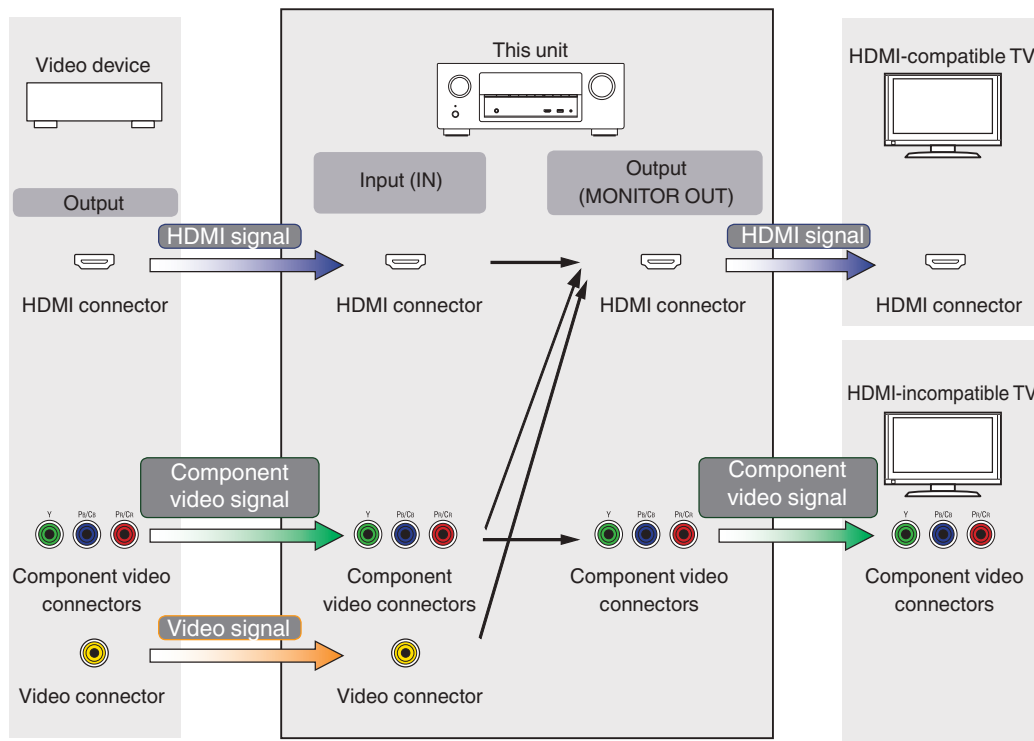 Video device
This unit
HDMI-compatible TV
Output
Input (IN)
Output
(MONITOR OUT)
HDMI signal
HDMI signal
HDMI connector
HDMI connector
HDMI connector
HDMI connector
HDMI-incompatible TV
Component
video signal
Component
video signal
Y PB/CB PR/CR
Y PB/CB PR/CR
Y PB/CB PR/CR
Y PB/CB PR/CR
Component video
connectors
Component
video connectors
Component video
connectors
Component video
connectors
Video signal
Video connector
Video connector